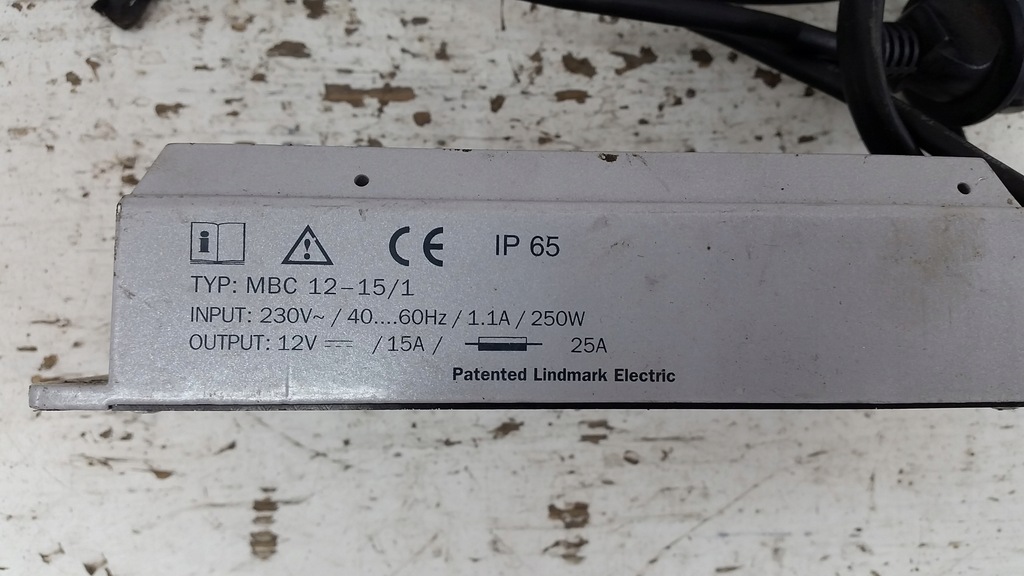 i CE IP 65
TYP: MBC 12-15/1
INPUT: 230V~ / 40....60Hz / 1.1A / 250W
OUTPUT: 12V ⎓ / 15A / 25A
Patented Lindmark Electric